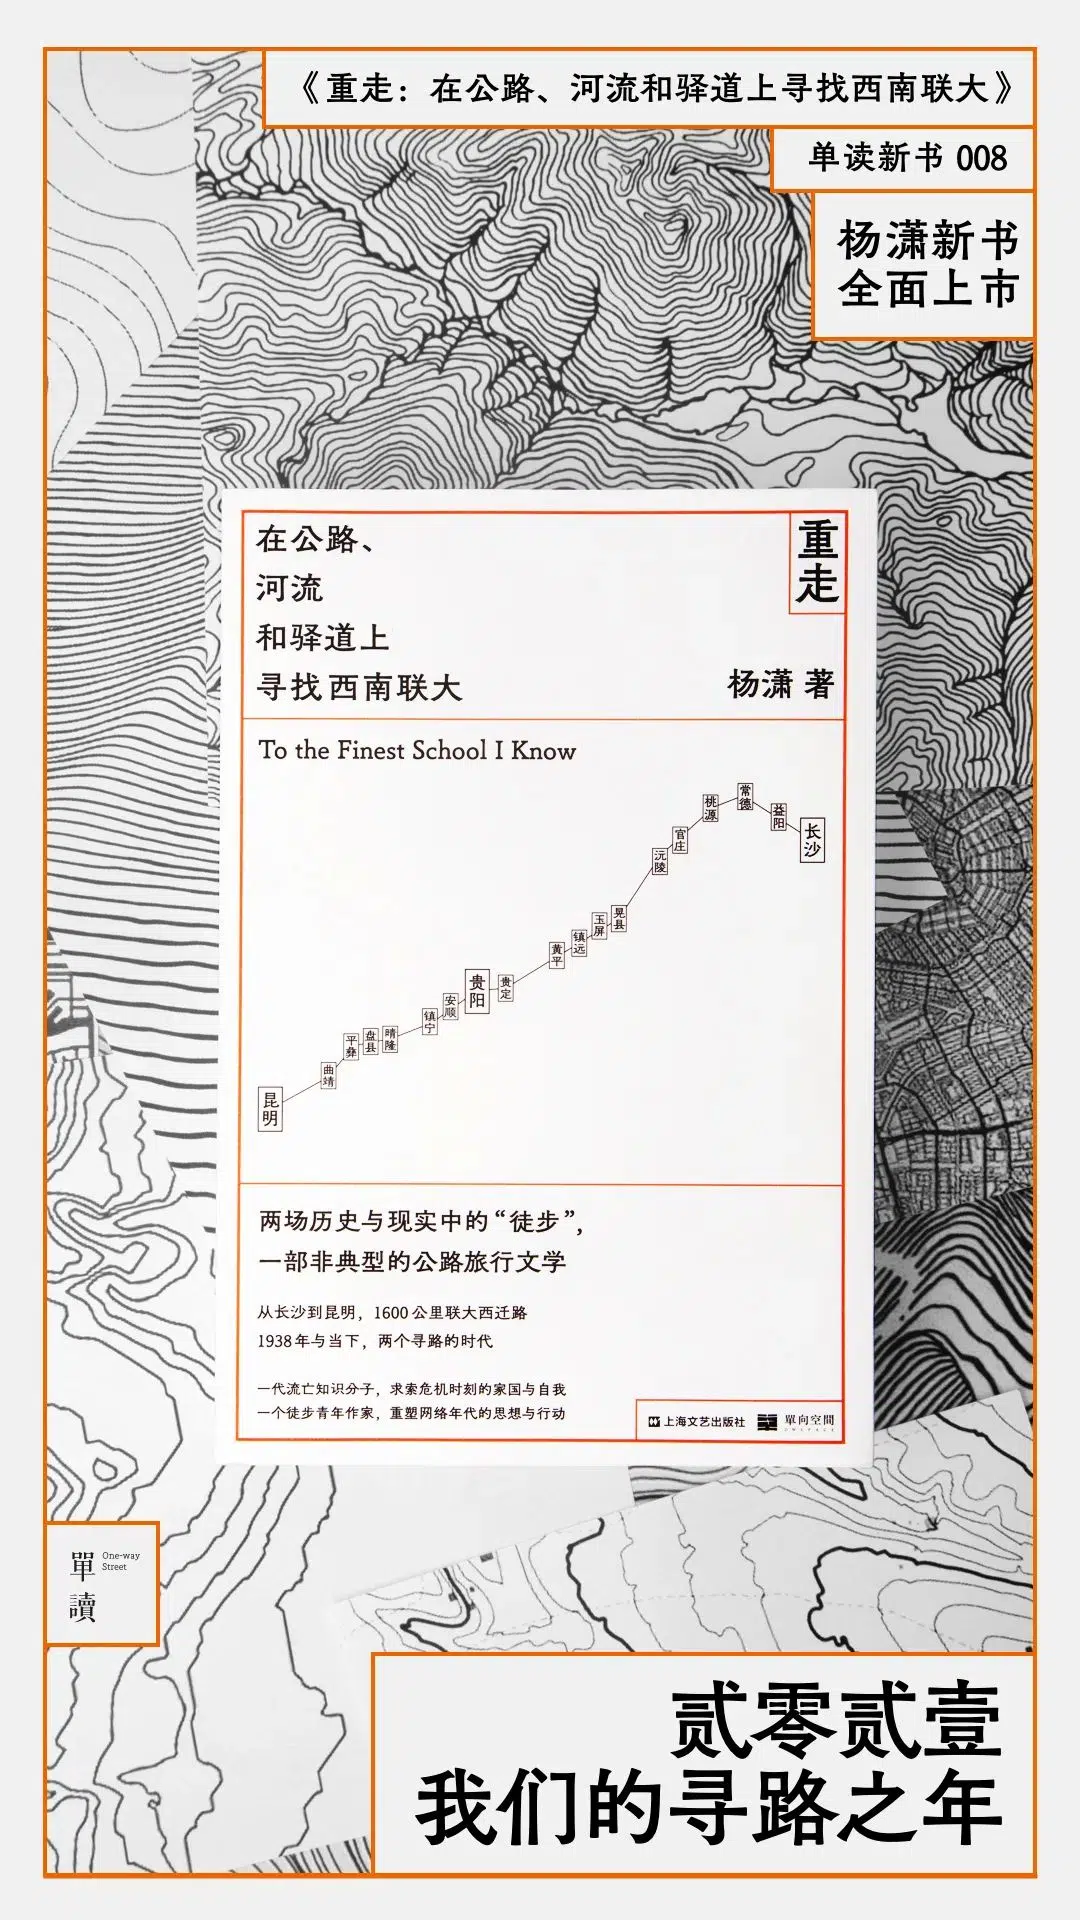 《重走：在公路、河流和驿道上寻找西南联大》
单读新书 008
杨潇新书
全面上市
在公路、
河流
和驿道上
寻找西南联大
重走
杨潇 著
To the Finest School I Know
长沙
益阳
常德
桃源
官庄
沅陵
晃县
玉屏
镇远
黄平
贵定
贵阳
安顺
镇宁
晴隆
盘县
平彝
曲靖
昆明
两场历史与现实中的“徒步”，
一部非典型的公路旅行文学
从长沙到昆明，1600公里联大西迁路
1938年与当下，两个寻路的时代
一代流亡知识分子，求索危机时刻的家国与自我
一个徒步青年作家，重塑网络年代的思想与行动
上海文艺出版社
單向空間
OWSPACE
單讀
One-way
Street
贰零贰壹
我们的寻路之年